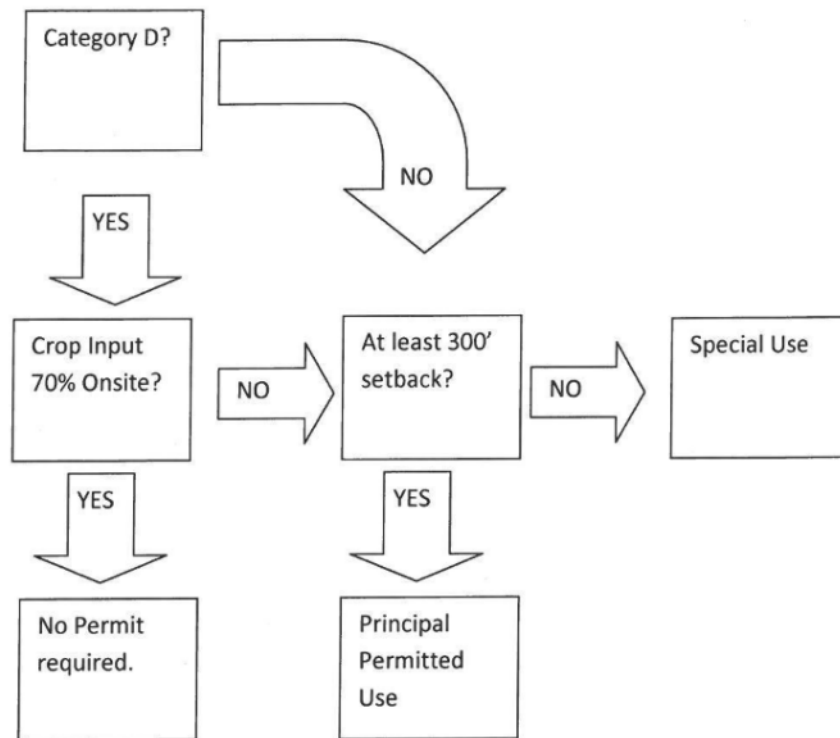 Category D?
NO
YES
Crop Input
70% Onsite?
NO
At least 300’
setback?
NO
Special Use
YES
YES
No Permit
required.
Principal
Permitted
Use